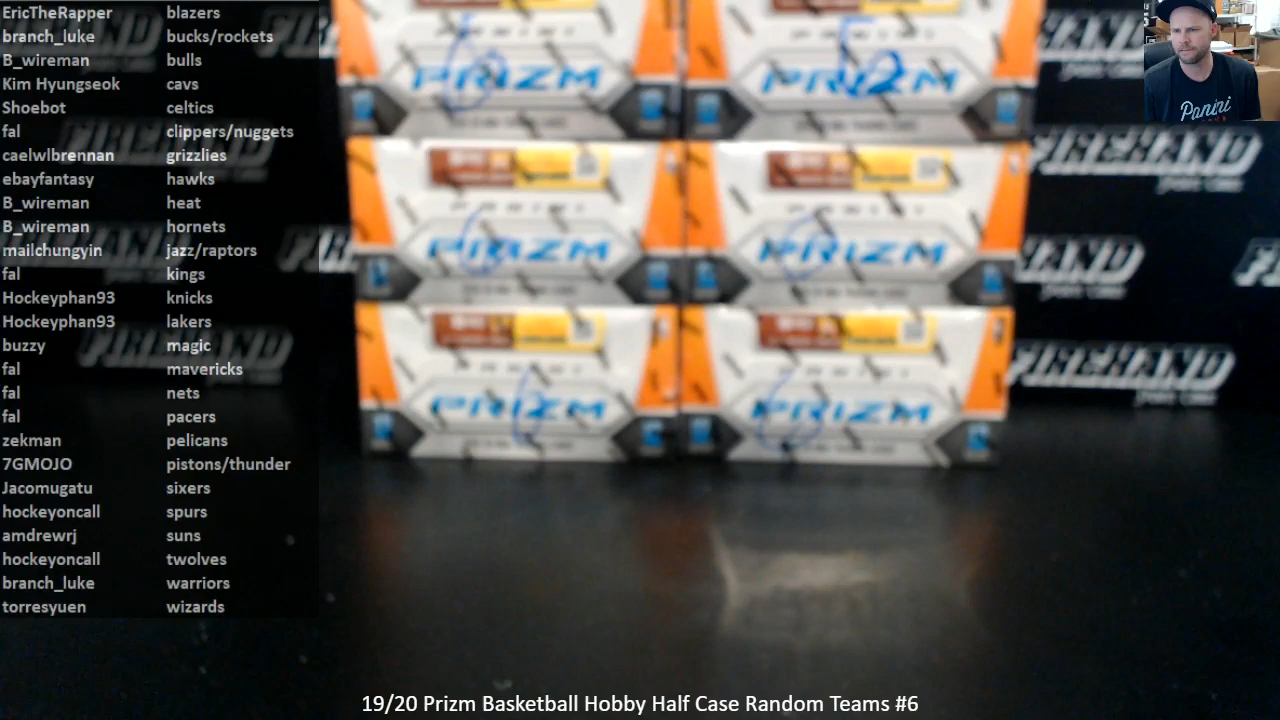 EricTheRapper blazers
branch_luke bucks/rockets
B_wireman bulls
Kim Hyungseok cavs
Shoebot celtics
fal clippers/nuggets
caelwlbrennan grizzlies
ebayfantasy hawks
B_wireman heat
B_wireman hornets
mailchungyin jazz/raptors
fal kings
Hockeyphan93 knicks
Hockeyphan93 lakers
buzzy magic
fal mavericks
fal nets
fal pacers
zekman pelicans
7GMOJO pistons/thunder
Jacomugatu sixers
hockeyoncall spurs
amdrewrj suns
hockeyoncall twolves
branch_luke warriors
torresyuen wizards
PRIZM PRIZM
PRIZM PRIZM
PRIZM PRIZM
Panini
FIREHAND
FIREHAND
FIREHAND
FIREHAND
19/20 Prizm Basketball Hobby Half Case Random Teams #6